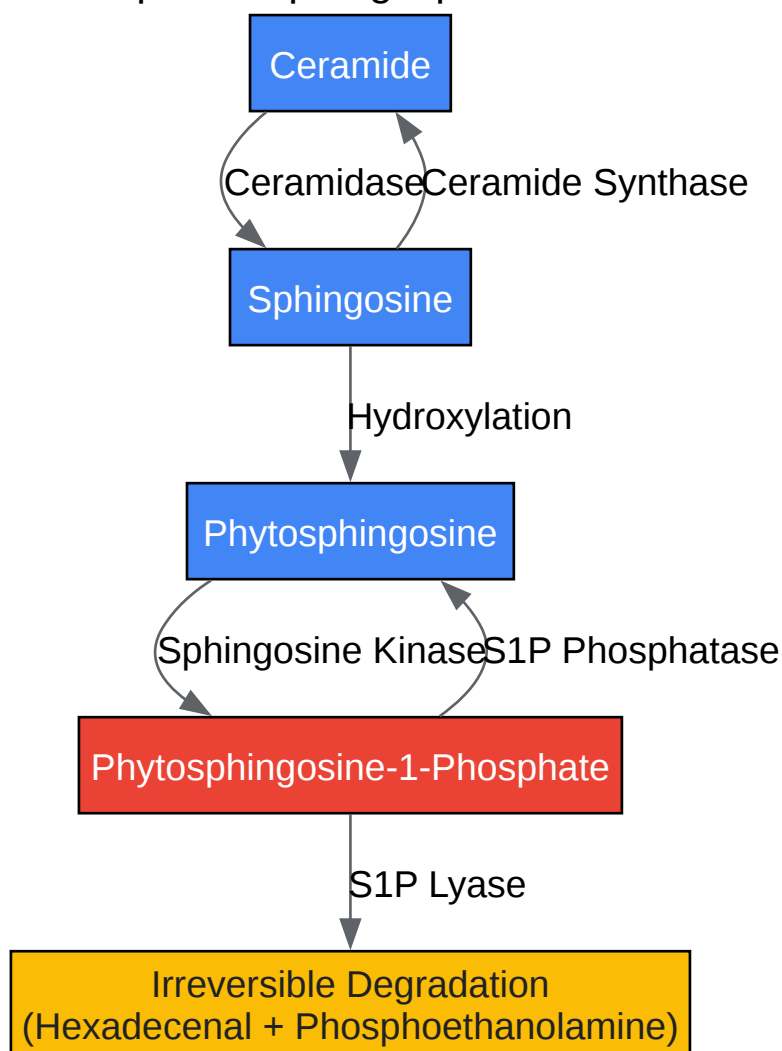 Ceramide
Ceramidase
Ceramide Synthase
Sphingosine
Hydroxylation
Phytosphingosine
Sphingosine Kinase
S1P Phosphatase
Phytosphingosine-1-Phosphate
S1P Lyase
Irreversible Degradation
(Hexadecenal + Phosphoethanolamine)